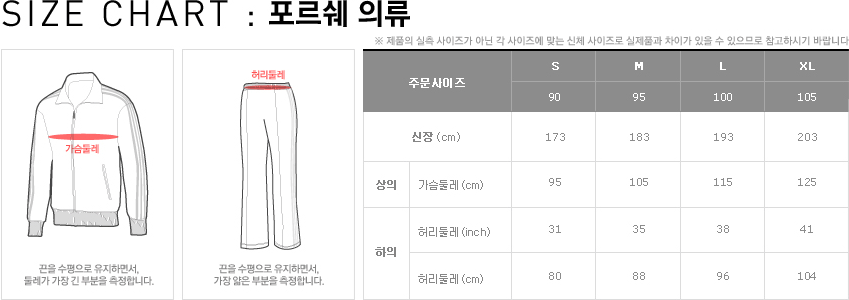 SIZE CHART : 포르쉐 의류
※ 제품의 실측 사이즈가 아닌 각 사이즈에 맞는 신체 사이즈로 실제품과 차이가 있을 수 있으므로 참고하시기 바랍니다
가슴둘레
끈을 수평으로 유지하면서,
둘레가 가장 긴 부분을 측정합니다.
허리둘레
끈을 수평으로 유지하면서,
가장 얇은 부분을 측정합니다.
주문사이즈 S M L XL
90 95 100 105
신장 (cm) 173 183 193 203
상의 가슴둘레 (cm) 95 105 115 125
하의 허리둘레 (inch) 31 35 38 41
허리둘레 (cm) 80 88 96 104